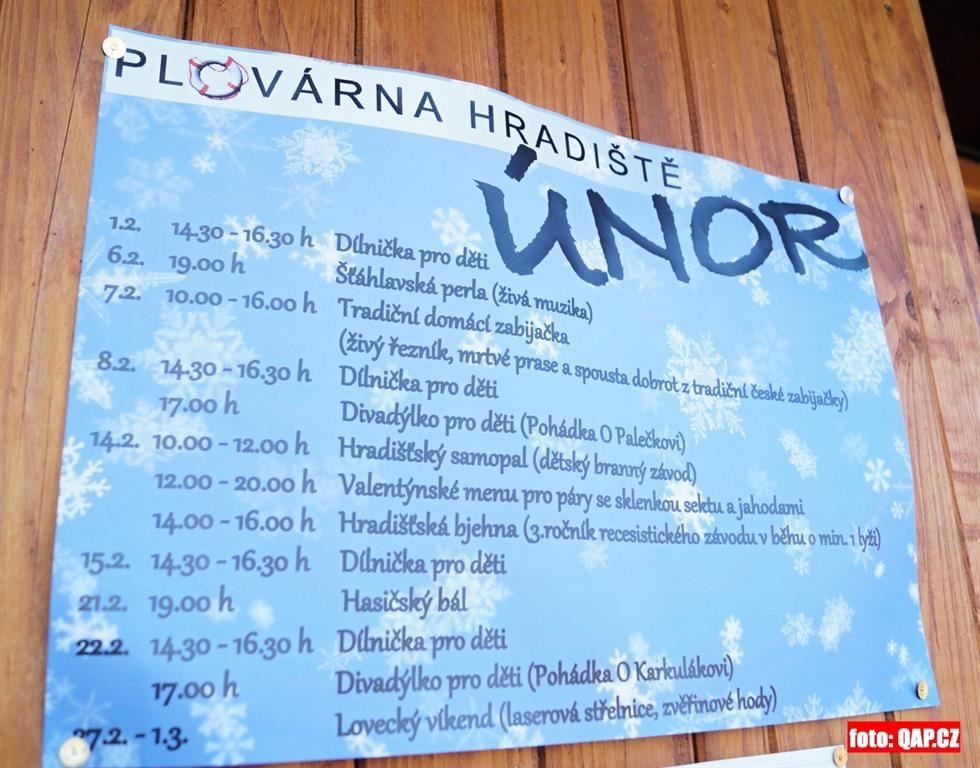 PLOVÁRNA HRADIŠTĚ
ÚNOR
1.2. 14.30 - 16.30 h Dílnička pro děti
6.2. 19.00 h Šťáhlavská perla (živá muzika)
7.2. 10.00 - 16.00 h Tradiční domácí zabijačka
(živý řezník, mrtvé prase a spousta dobrot z tradiční české zabijačky)
8.2. 14.30 - 16.30 h Dílnička pro děti
17.00 h Divadýlko pro děti (Pohádka O Palečkovi)
14.2. 10.00 - 12.00 h Hradišťský samopal (dětský branný závod)
12.00 - 20.00 h Valentýnské menu pro páry se sklenkou sektu a jahodami
14.00 - 16.00 h Hradišťská bjehna (3.ročník recesistického závodu v běhu o min. 1 lyži)
15.2. 14.30 - 16.30 h Dílnička pro děti
21.2. 19.00 h Hasičský bál
22.2. 14.30 - 16.30 h Dílnička pro děti
17.00 h Divadýlko pro děti (Pohádka O Karkulákovi)
27.2. - 1.3. Lovecký víkend (laserová střelnice, zvěřinové hody)
foto: QAP.CZ